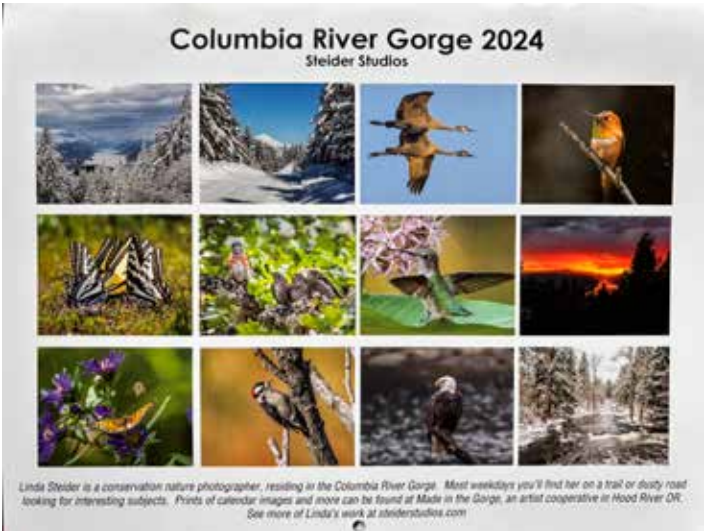 Columbia River Gorge 2024
Steider Studios
Linda Steider is a conservation nature photographer, residing in the Columbia River Gorge. Most weekdays you'll find her on a trail or dusty road
looking for interesting subjects. Prints of calendar images and more can be found at Made in the Gorge, an artist cooperative in Hood River OR.
See more of Linda's work at steiderstudios.com